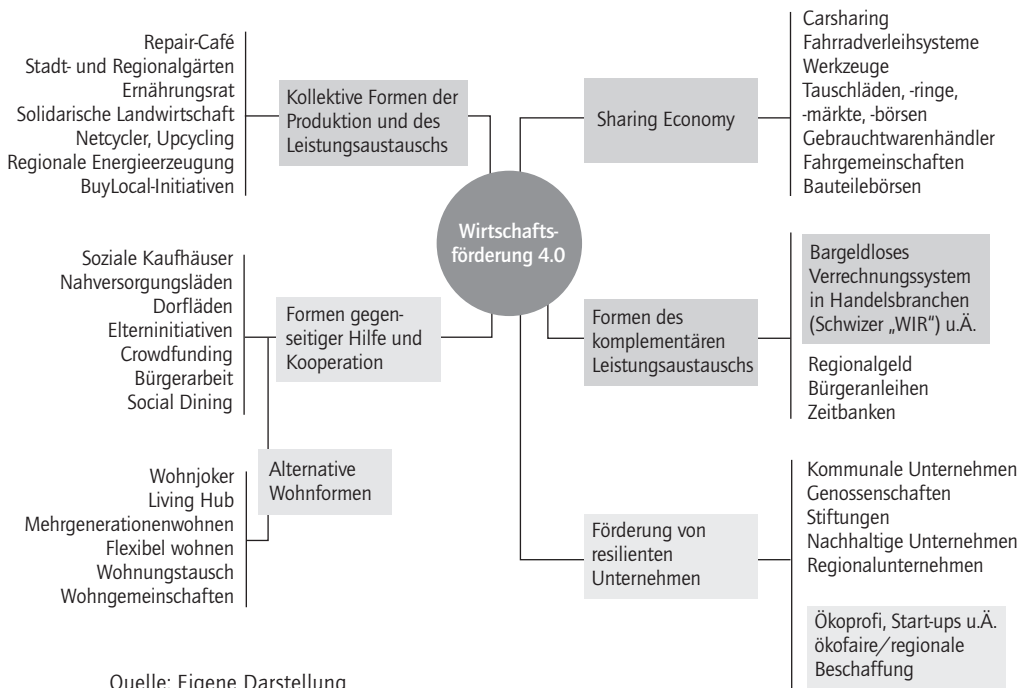 Repair-Café
Stadt- und Regionalgärten
Ernährungsrat
Solidarische Landwirtschaft
Netcycler, Upcycling
Regionale Energieerzeugung
BuyLocal-Initiativen
Kollektive Formen der
Produktion und des
Leistungsaustauschs
Sharing Economy
Carsharing
Fahrradverleihsysteme
Werkzeuge
Tauschläden, -ringe,
-märkte, -börsen
Gebrauchtwarenhändler
Fahrgemeinschaften
Bauteilebörsen
Wirtschafts-
förderung 4.0
Soziale Kaufhäuser
Nahversorgungsläden
Dorfläden
Elterninitiativen
Crowdfunding
Bürgerarbeit
Social Dining
Formen gegen-
seitiger Hilfe und
Kooperation
Formen des
komplementären
Leistungsaustauschs
Bargeldloses
Verrechnungssystem
in Handelsbranchen
(Schwizer „WIR“) u.Ä.
Regionalgeld
Bürgeranleihen
Zeitbanken
Wohnjoker
Living Hub
Mehrgenerationenwohnen
Flexibel wohnen
Wohnungstausch
Wohngemeinschaften
Alternative
Wohnformen
Förderung von
resilienten
Unternehmen
Kommunale Unternehmen
Genossenschaften
Stiftungen
Nachhaltige Unternehmen
Regionalunternehmen
Ökoprofi, Start-ups u.Ä.
ökofaire/regionale
Beschaffung
Quelle: Eigene Darstellung